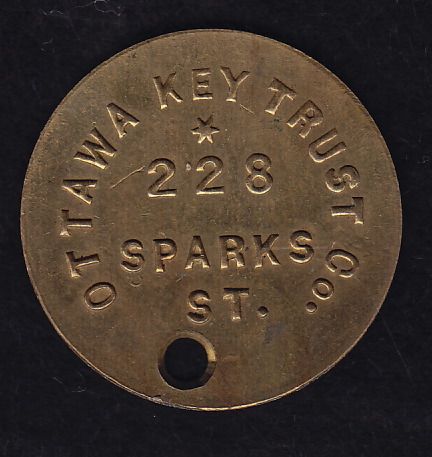 OTTAWA KEY TRUST Co.
228
SPARKS
ST.